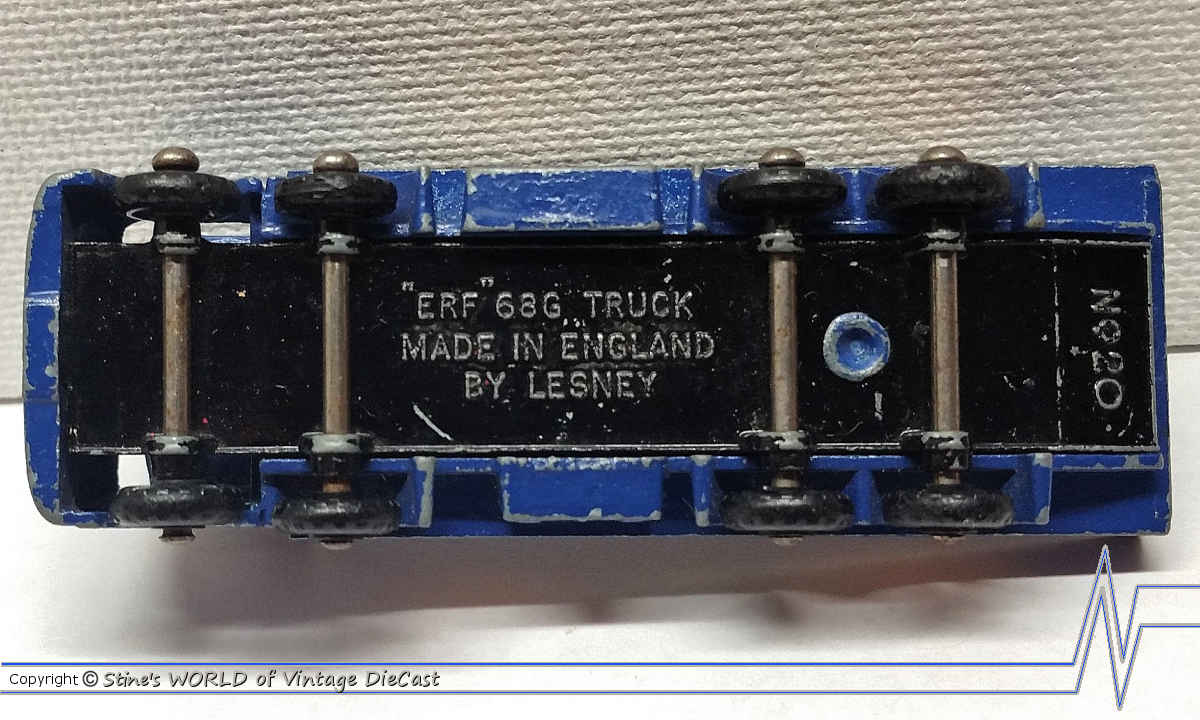 "ERF" 68G TRUCK
MADE IN ENGLAND
BY LESNEY
Nº20
Copyright © Stine's WORLD of Vintage DieCast